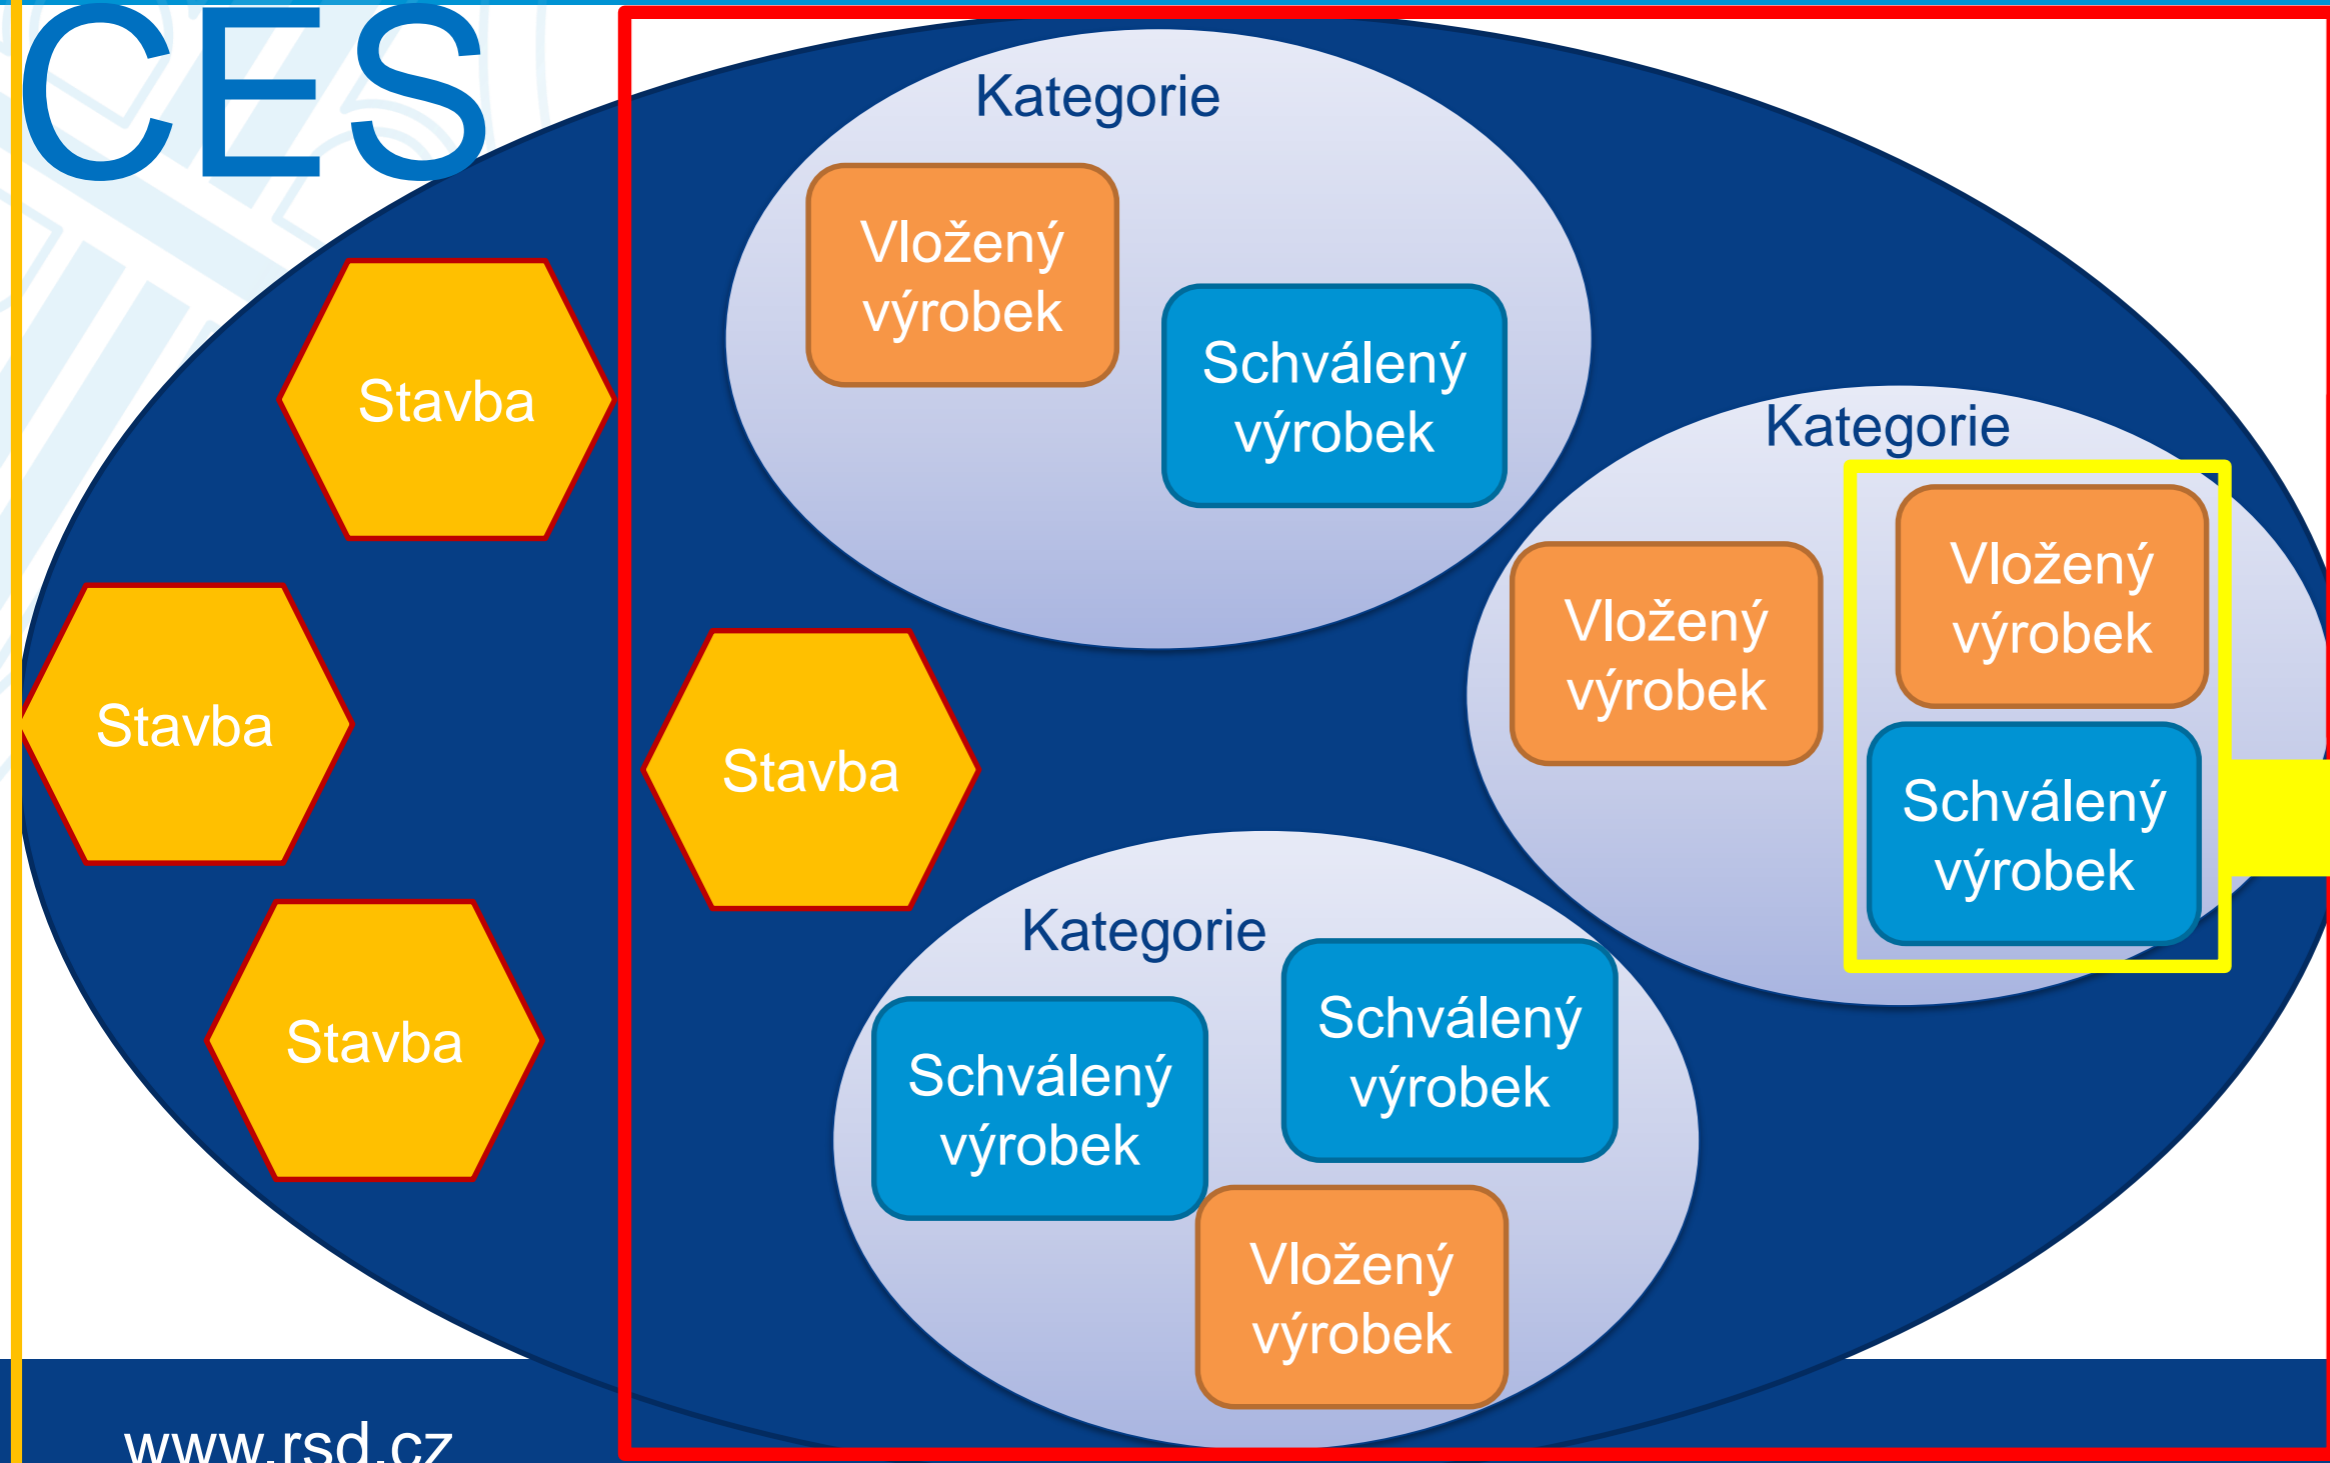 CES
Kategorie
Vložený
výrobek
Schválený
výrobek
Stavba
Kategorie
Vložený
výrobek
Vložený
výrobek
Schválený
výrobek
Stavba
Stavba
Kategorie
Schválený
výrobek
Schválený
výrobek
Stavba
Vložený
výrobek
www.rsd.cz